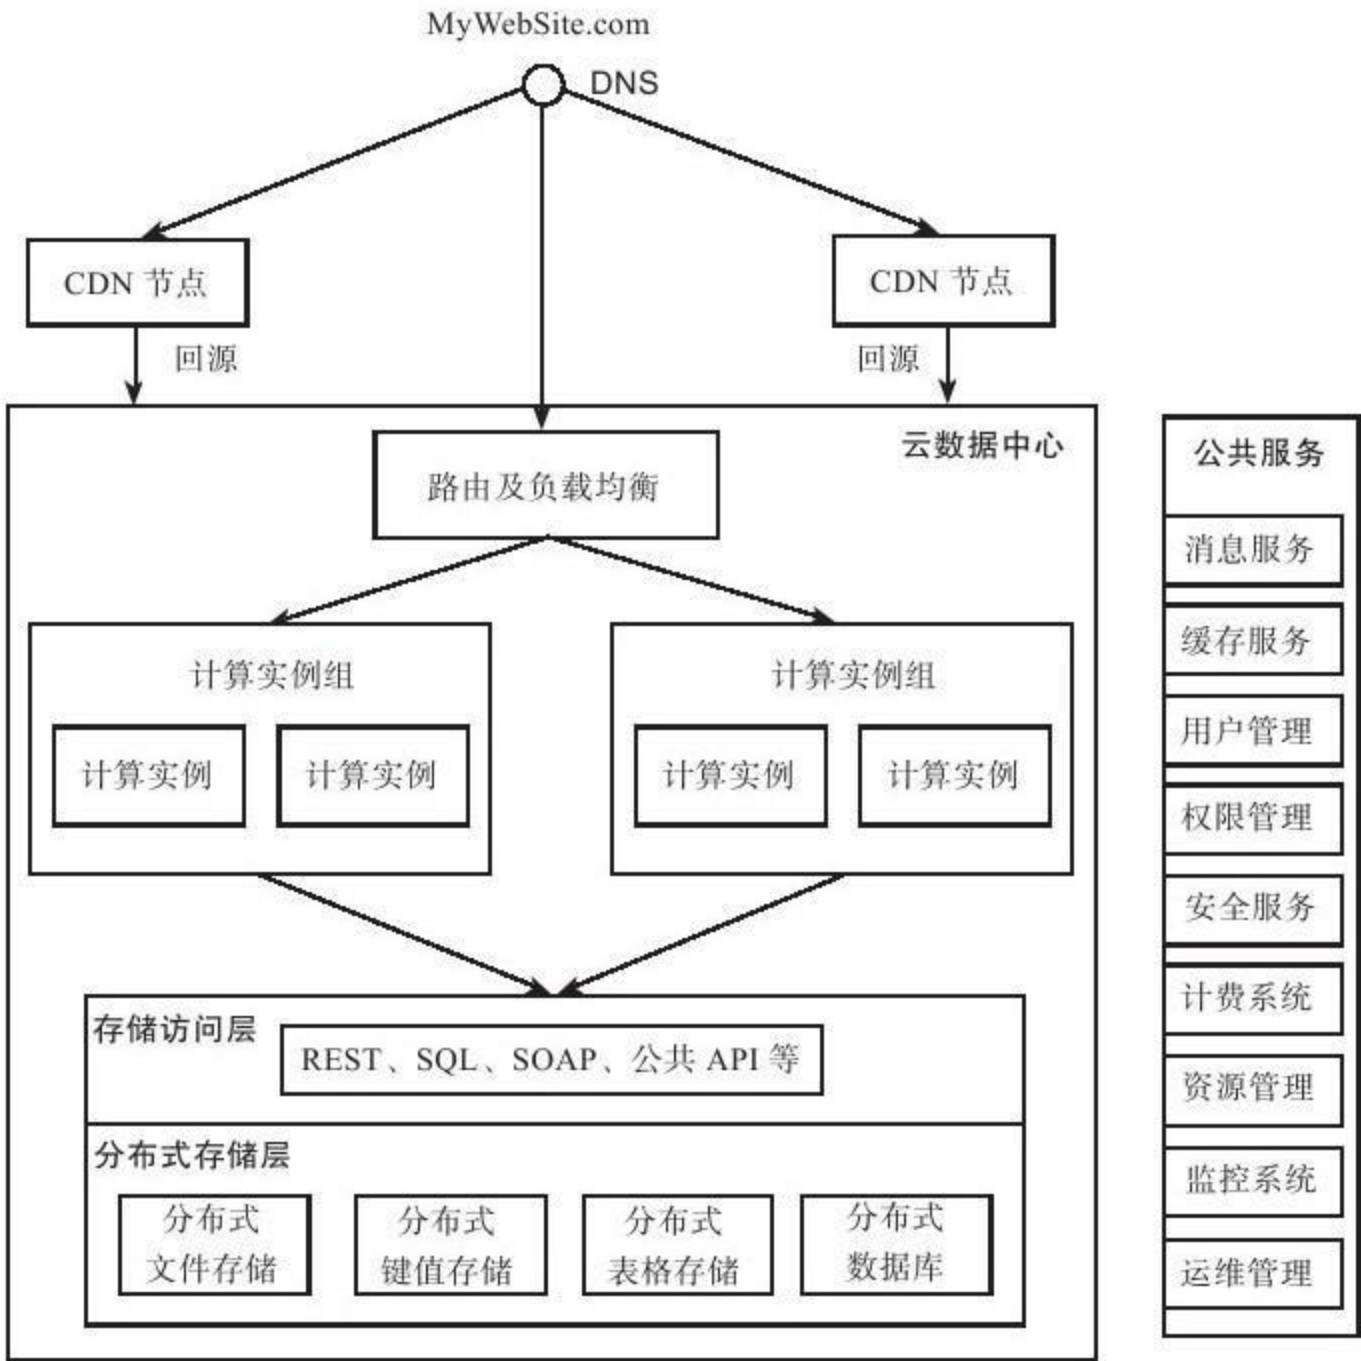 MyWebSite.com
DNS
CDN 节点
CDN 节点
回源
回源
云数据中心
路由及负载均衡
计算实例组
计算实例
计算实例
计算实例组
计算实例
计算实例
存储访问层
REST、SQL、SOAP、公共 API 等
分布式存储层
分布式
文件存储
分布式
键值存储
分布式
表格存储
分布式
数据库
公共服务
消息服务
缓存服务
用户管理
权限管理
安全服务
计费系统
资源管理
监控系统
运维管理